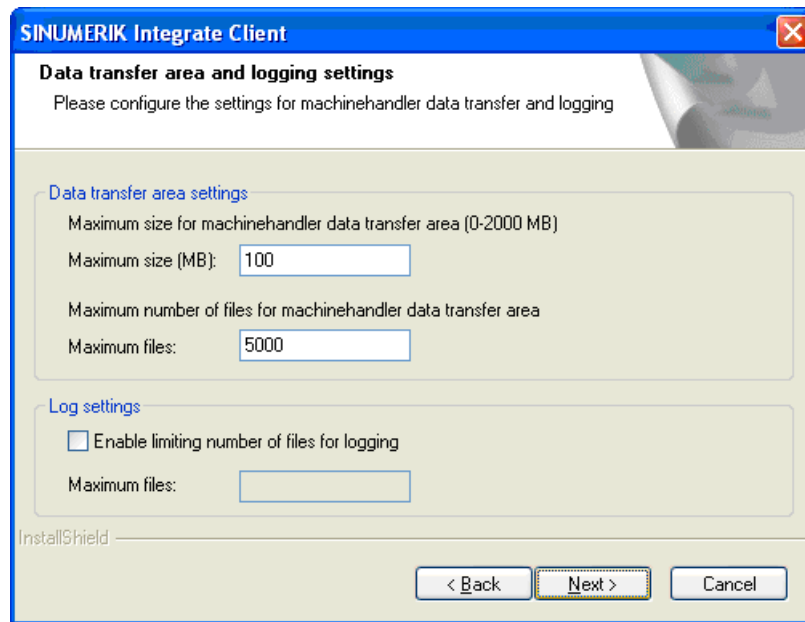 SINUMERIK Integrate Client
Data transfer area and logging settings
Please configure the settings for machinehandler data transfer and logging
Data transfer area settings
Maximum size for machinehandler data transfer area (0-2000 MB)
Maximum size (MB): 100
Maximum number of files for machinehandler data transfer area
Maximum files: 5000
Log settings
Enable limiting number of files for logging
Maximum files:
InstallShield
< Back Next > Cancel